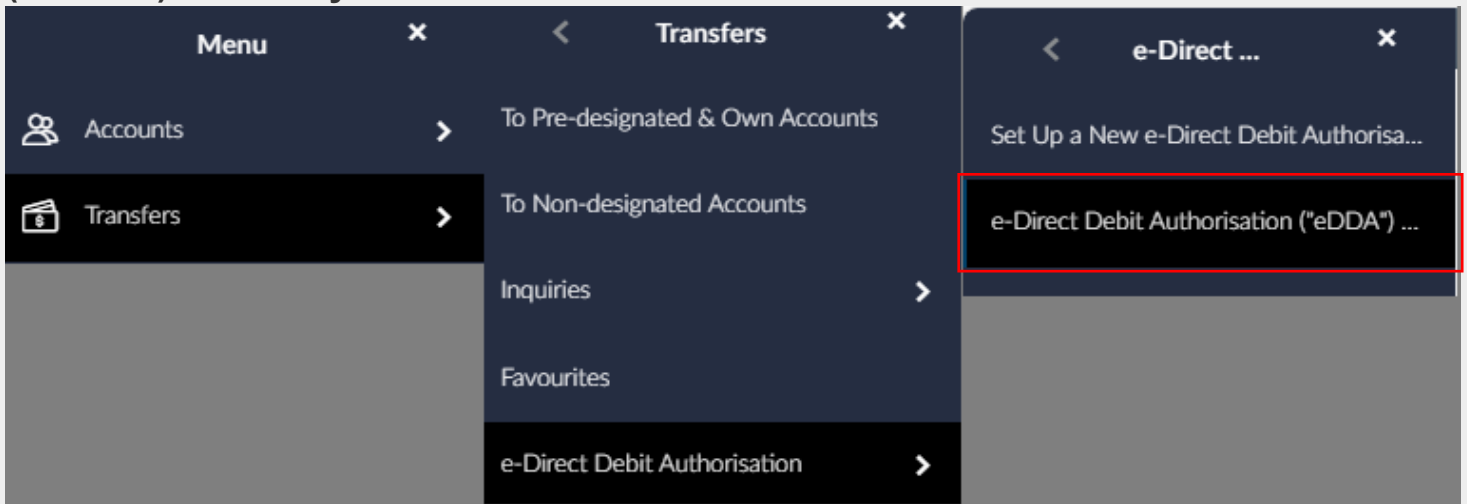 Menu
Accounts
Transfers
Transfers
To Pre-designated & Own Accounts
To Non-designated Accounts
Inquiries
Favourites
e-Direct Debit Authorisation
e-Direct ...
Set Up a New e-Direct Debit Authorisa...
e-Direct Debit Authorisation ("eDDA") ...